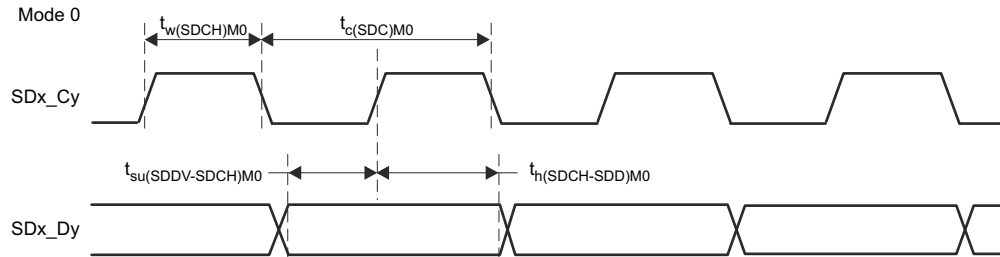 Mode 0
tw(SDCH)M0
tc(SDC)M0
SDx_Cy
tsu(SDDV-SDCH)M0
th(SDCH-SDD)M0
SDx_Dy